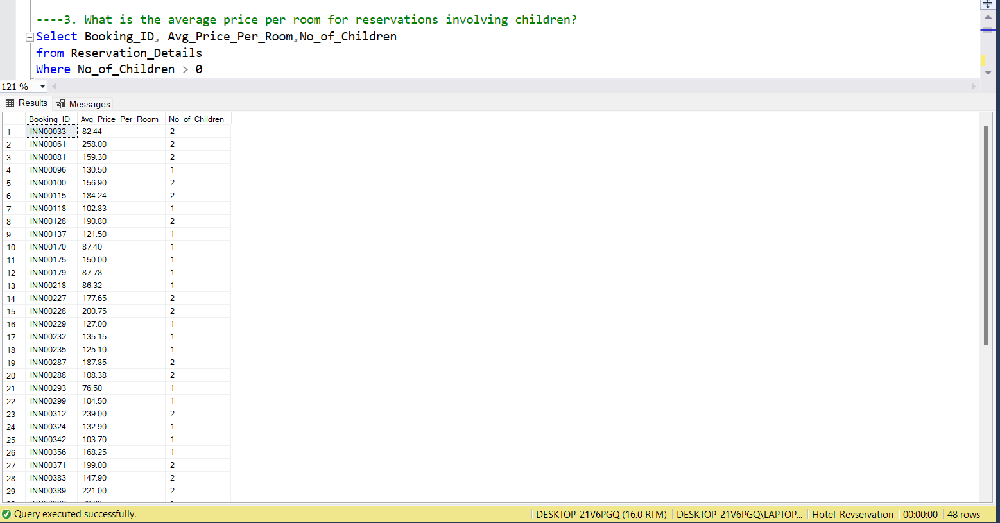 ----3. What is the average price per room for reservations involving children?
Select Booking_ID, Avg_Price_Per_Room,No_of_Children
from Reservation_Details
Where No_of_Children > 0
121 %
Results Messages
Booking_ID Avg_Price_Per_Room No_of_Children
1 INN00033 82.44 2
2 INN00061 258.00 2
3 INN00081 159.30 2
4 INN00096 130.50 1
5 INN00100 156.90 2
6 INN00115 184.24 2
7 INN00118 102.83 1
8 INN00128 190.80 2
9 INN00137 121.50 1
10 INN00170 87.40 1
11 INN00175 150.00 1
12 INN00179 87.78 1
13 INN00218 86.32 1
14 INN00227 177.65 2
15 INN00228 200.75 2
16 INN00229 127.00 1
17 INN00232 135.15 1
18 INN00235 125.10 1
19 INN00287 187.85 2
20 INN00288 108.38 2
21 INN00293 76.50 1
22 INN00299 104.50 1
23 INN00312 239.00 2
24 INN00324 132.90 1
25 INN00342 103.70 1
26 INN00356 168.25 1
27 INN00371 199.00 2
28 INN00383 147.90 2
29 INN00389 221.00 2
Query executed successfully. DESKTOP-21V6PGQ (16.0 RTM) DESKTOP-21V6PGQ\LAPTOP... Hotel_Revservation 00:00:00 48 rows